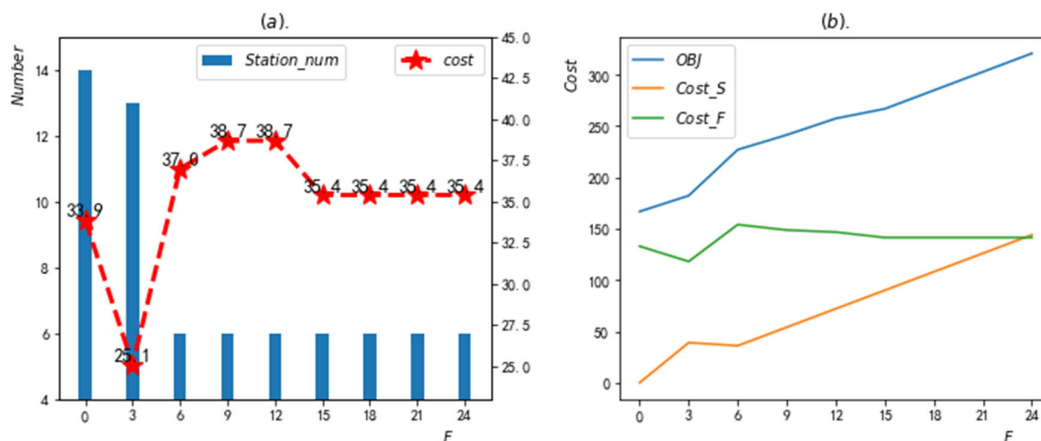 (a).
Number
Station_num
cost
14
12
10
8
6
4
45.0
42.5
40.0
37.5
35.0
32.5
30.0
27.5
25.0
33.9
25.1
37.0
38.7
38.7
35.4
35.4
35.4
35.4
0 3 6 9 12 15 18 21 24
F
(b).
Cost
OBJ
Cost_S
Cost_F
300
250
200
150
100
50
0
0 3 6 9 12 15 18 21 24
F